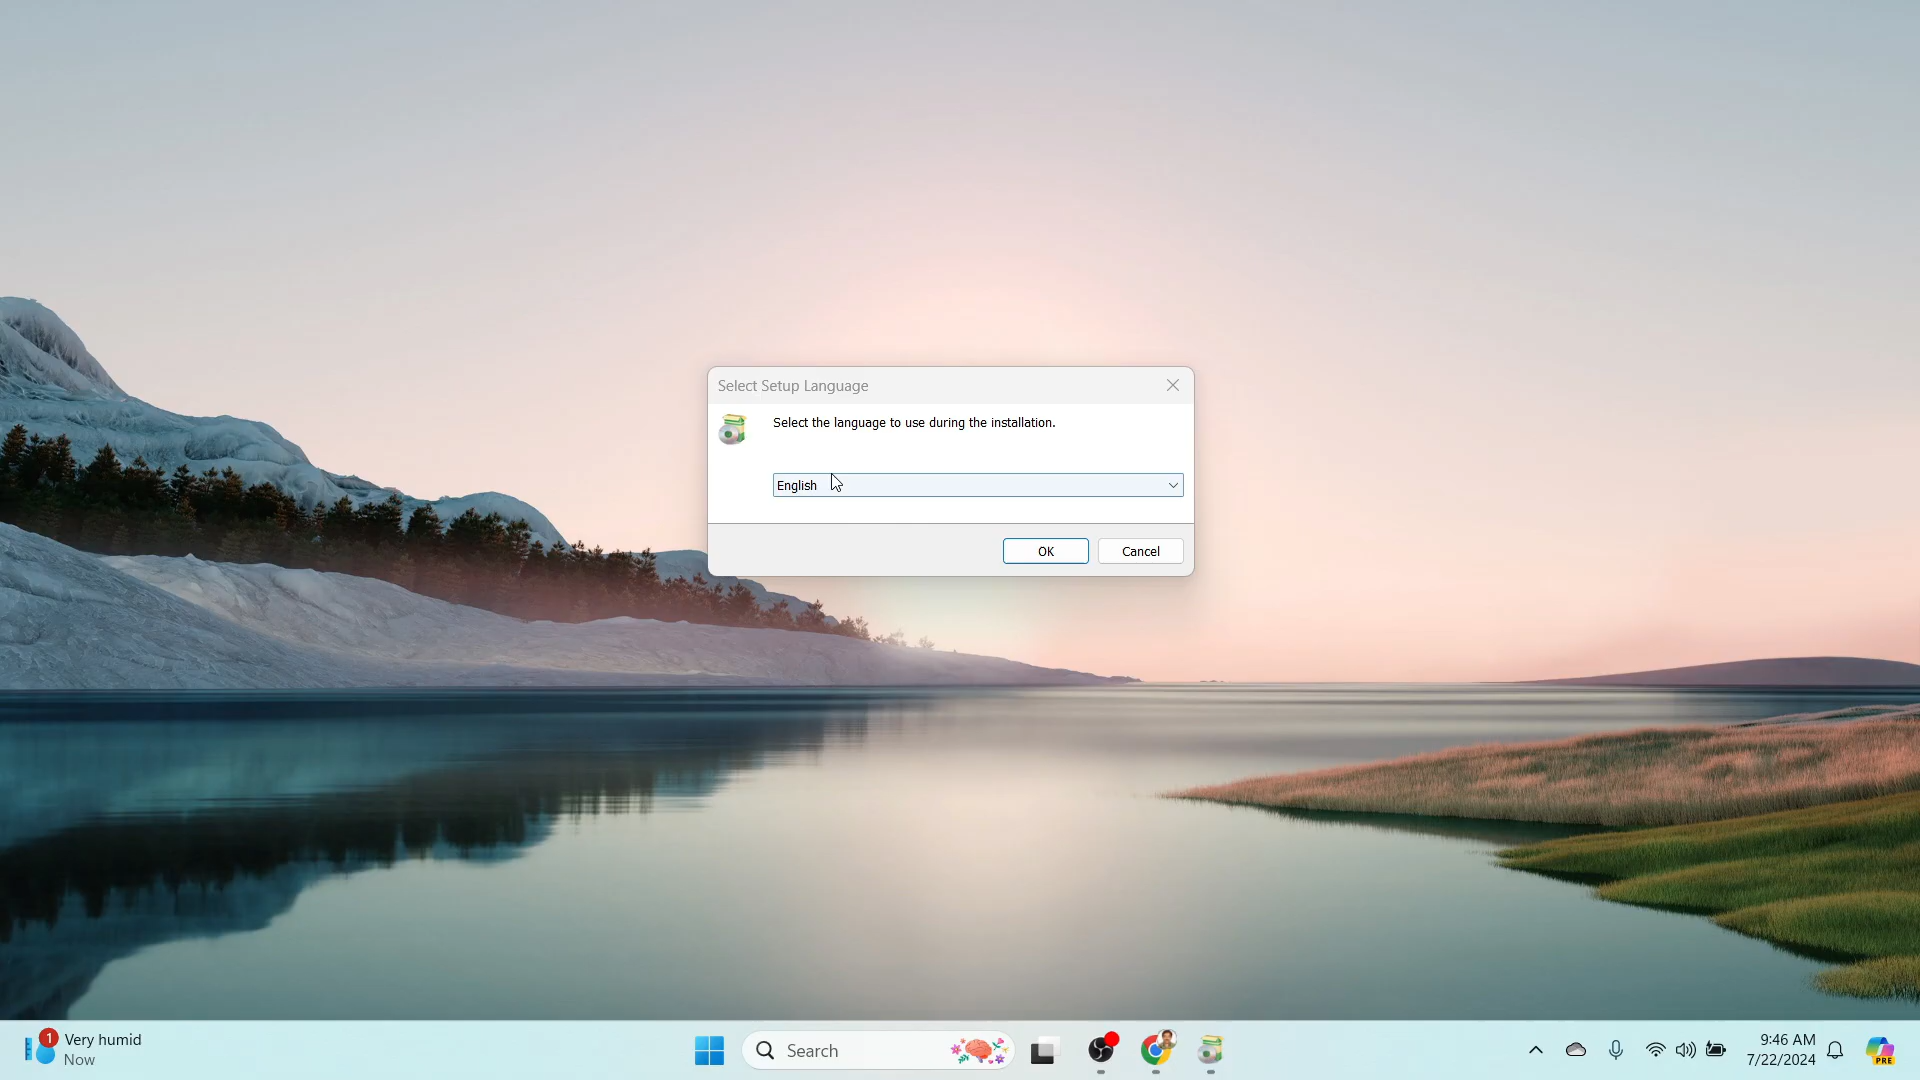 Select Setup Language
Select the language to use during the installation.
English
OK
Cancel
1
Very humid
Now
Search
9:46 AM
7/22/2024
PRE